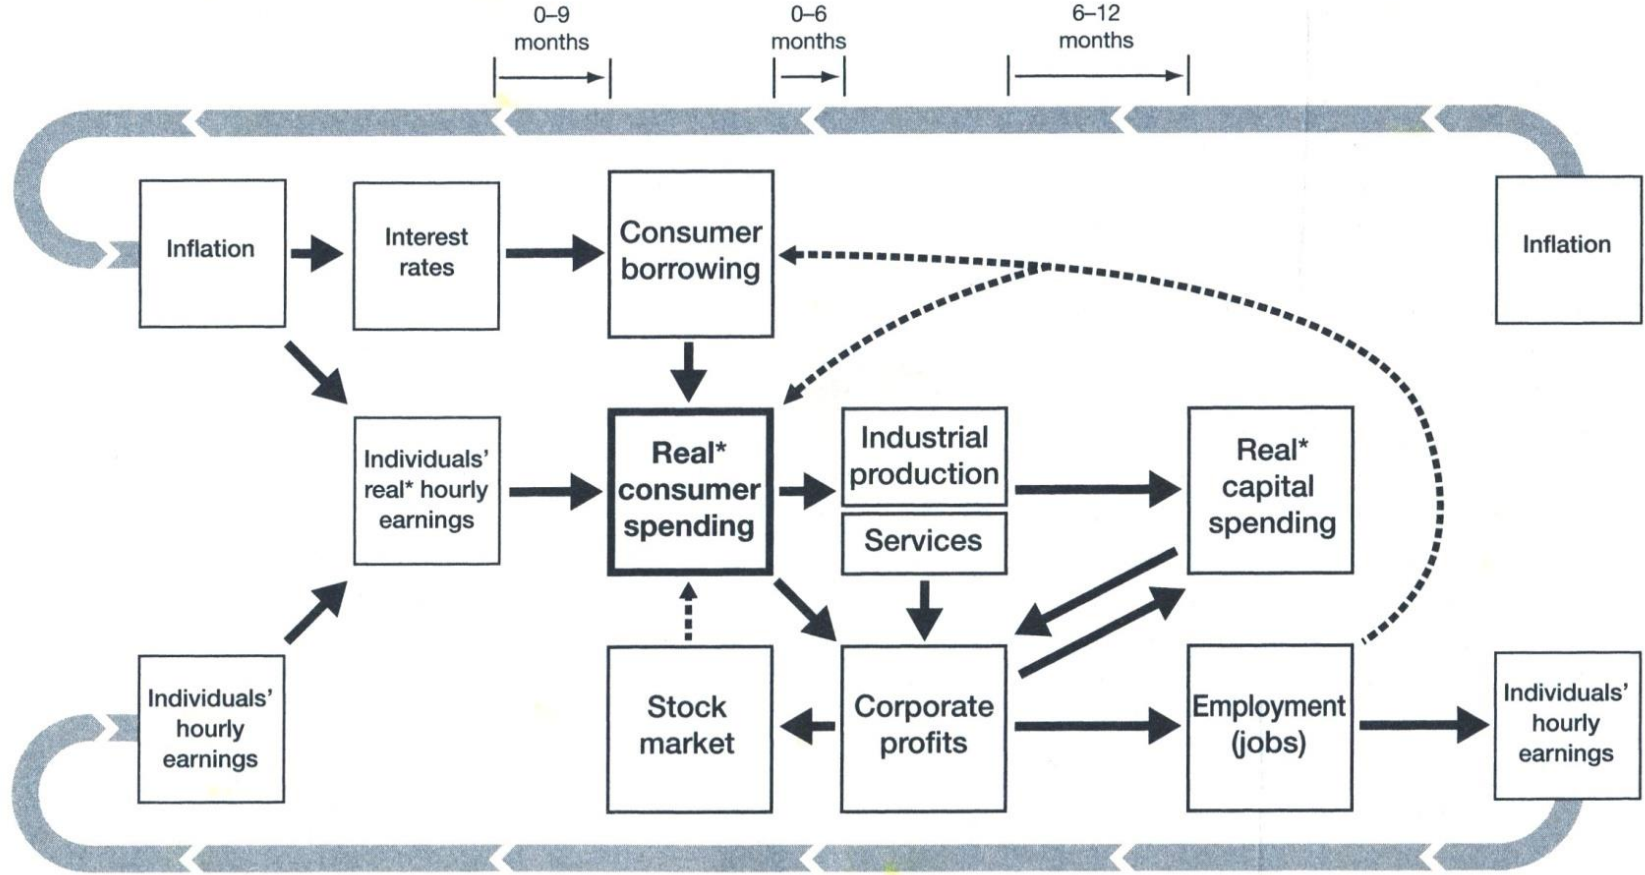 0–9
months
0–6
months
6–12
months
Inflation
Interest
rates
Consumer
borrowing
Inflation
Individuals’
real* hourly
earnings
Real*
consumer
spending
Industrial
production
Services
Real*
capital
spending
Individuals’
hourly
earnings
Stock
market
Corporate
profits
Employment
(jobs)
Individuals’
hourly
earnings